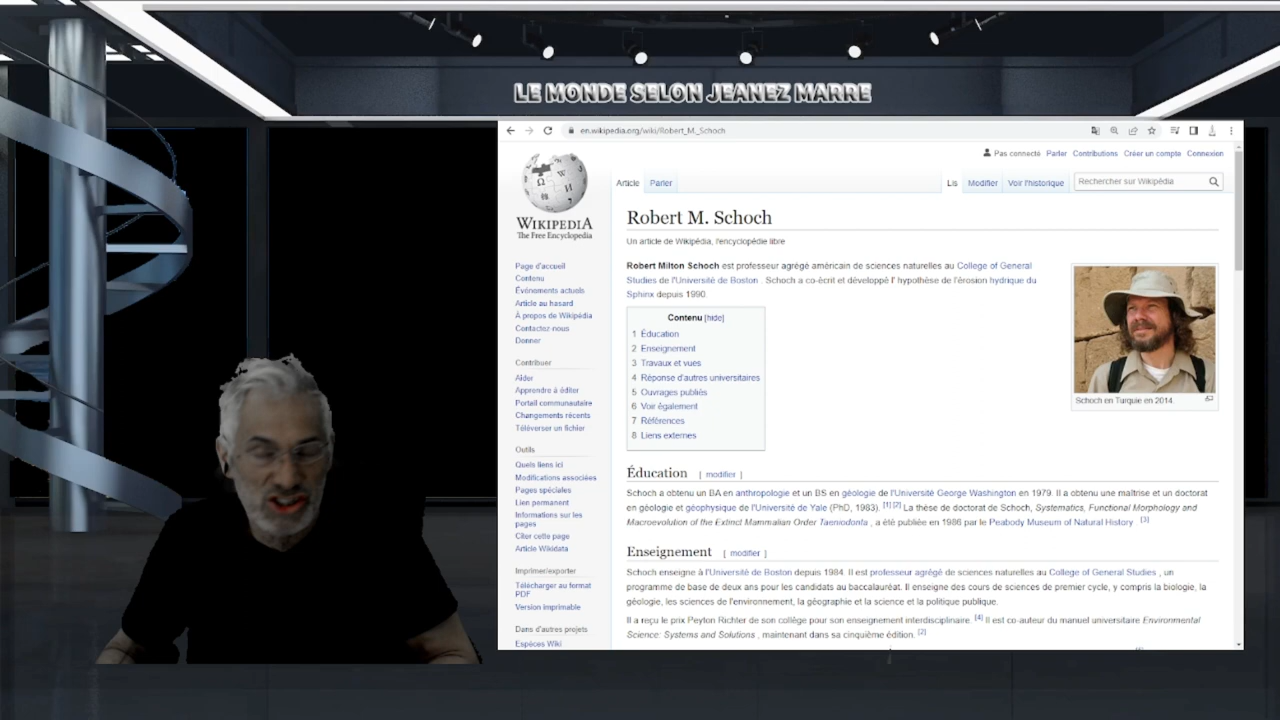 LE MONDE SELON JEANEZ MARRE
en.wikipedia.org/wiki/Robert_M._Schoch
Pas connecté Parler Contributions Créer un compte Connexion
Article Parler
Lis Modifier Voir l'historique
Rechercher sur Wikipédia
WIKIPEDIA
The Free Encyclopedia
Page d'accueil
Contenu
Événements actuels
Article au hasard
À propos de Wikipédia
Contactez-nous
Donner
Contribuer
Aider
Apprendre à éditer
Portail communautaire
Changements récents
Téléverser un fichier
Outils
Quels liens ici
Modifications associées
Pages spéciales
Lien permanent
Informations sur les
pages
Citer cette page
Article Wikidata
Imprimer/exporter
Télécharger au format
PDF
Version imprimable
Dans d'autres projets
Espèces Wiki
Robert M. Schoch
Un article de Wikipédia, l'encyclopédie libre
Robert Milton Schoch est professeur agrégé américain de sciences naturelles au College of General
Studies de l'Université de Boston . Schoch a co-écrit et développé l' hypothèse de l'érosion hydrique du
Sphinx depuis 1990.
Contenu [hide]
1 Éducation
2 Enseignement
3 Travaux et vues
4 Réponse d'autres universitaires
5 Ouvrages publiés
6 Voir également
7 Références
8 Liens externes
Schoch en Turquie en 2014.
Éducation [ modifier ]
Schoch a obtenu un BA en anthropologie et un BS en géologie de l'Université George Washington en 1979. Il a obtenu une maîtrise et un doctorat
en géologie et géophysique de l'Université de Yale (PhD, 1983). [1] [2] La thèse de doctorat de Schoch, Systematics, Functional Morphology and
Macroevolution of the Extinct Mammalian Order Taeniodonta , a été publiée en 1986 par le Peabody Museum of Natural History [3]
Enseignement [ modifier ]
Schoch enseigne à l'Université de Boston depuis 1984. Il est professeur agrégé de sciences naturelles au College of General Studies , un
programme de base de deux ans pour les candidats au baccalauréat. Il enseigne des cours de sciences de premier cycle, y compris la biologie, la
géologie, les sciences de l'environnement, la géographie et la science et la politique publique.
Il a reçu le prix Peyton Richter de son collège pour son enseignement interdisciplinaire. [4] Il est co-auteur du manuel universitaire Environmental
Science: Systems and Solutions , maintenant dans sa cinquième édition. [2]